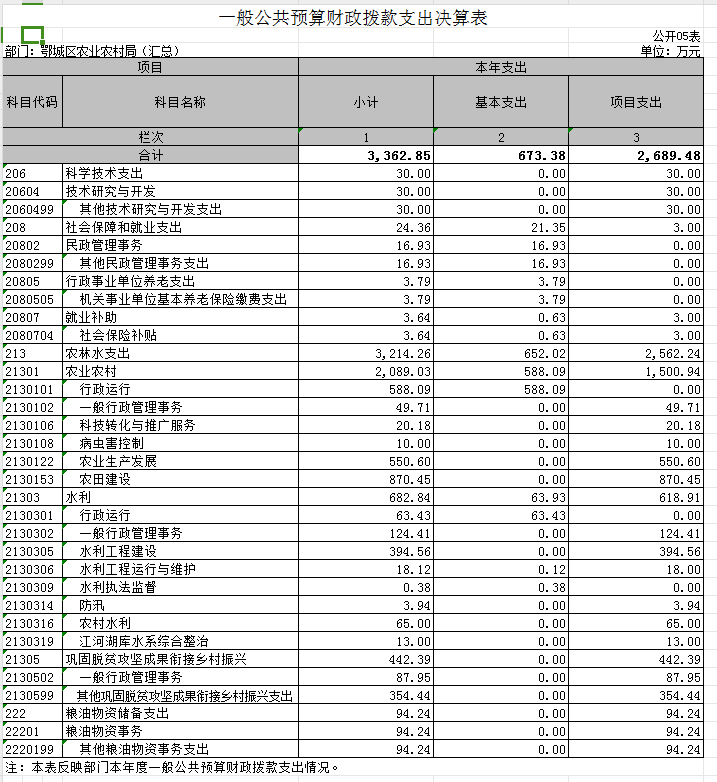 一般公共预算财政拨款支出决算表
公开05表
部门：鄂城区农业农村局（汇总） 单位：万元
项目 本年支出
科目代码 科目名称 小计 基本支出 项目支出
栏次 1 2 3
合计 3,362.85 673.38 2,689.48
206 科学技术支出 30.00 0.00 30.00
20604 技术研究与开发 30.00 0.00 30.00
2060499 其他技术研究与开发支出 30.00 0.00 30.00
208 社会保障和就业支出 24.36 21.35 3.00
20802 民政管理事务 16.93 16.93 0.00
2080299 其他民政管理事务支出 16.93 16.93 0.00
20805 行政事业单位养老支出 3.79 3.79 0.00
2080505 机关事业单位基本养老保险缴费支出 3.79 3.79 0.00
20807 就业补助 3.64 0.63 3.00
2080704 社会保险补贴 3.64 0.63 3.00
213 农林水支出 3,214.26 652.02 2,562.24
21301 农业农村 2,089.03 588.09 1,500.94
2130101 行政运行 588.09 588.09 0.00
2130102 一般行政管理事务 49.71 0.00 49.71
2130106 科技转化与推广服务 20.18 0.00 20.18
2130108 病虫害控制 10.00 0.00 10.00
2130122 农业生产发展 550.60 0.00 550.60
2130153 农田建设 870.45 0.00 870.45
21303 水利 682.84 63.93 618.91
2130301 行政运行 63.43 63.43 0.00
2130302 一般行政管理事务 124.41 0.00 124.41
2130305 水利工程建设 394.56 0.00 394.56
2130306 水利工程运行与维护 18.12 0.12 18.00
2130309 水利执法监督 0.38 0.38 0.00
2130314 防汛 3.94 0.00 3.94
2130316 农村水利 65.00 0.00 65.00
2130319 江河湖库水系综合整治 13.00 0.00 13.00
21305 巩固脱贫攻坚成果衔接乡村振兴 442.39 0.00 442.39
2130502 一般行政管理事务 87.95 0.00 87.95
2130599 其他巩固脱贫攻坚成果衔接乡村振兴支出 354.44 0.00 354.44
222 粮油物资储备支出 94.24 0.00 94.24
22201 粮油物资事务 94.24 0.00 94.24
2220199 其他粮油物资事务支出 94.24 0.00 94.24
注：本表反映部门本年度一般公共预算财政拨款支出情况。